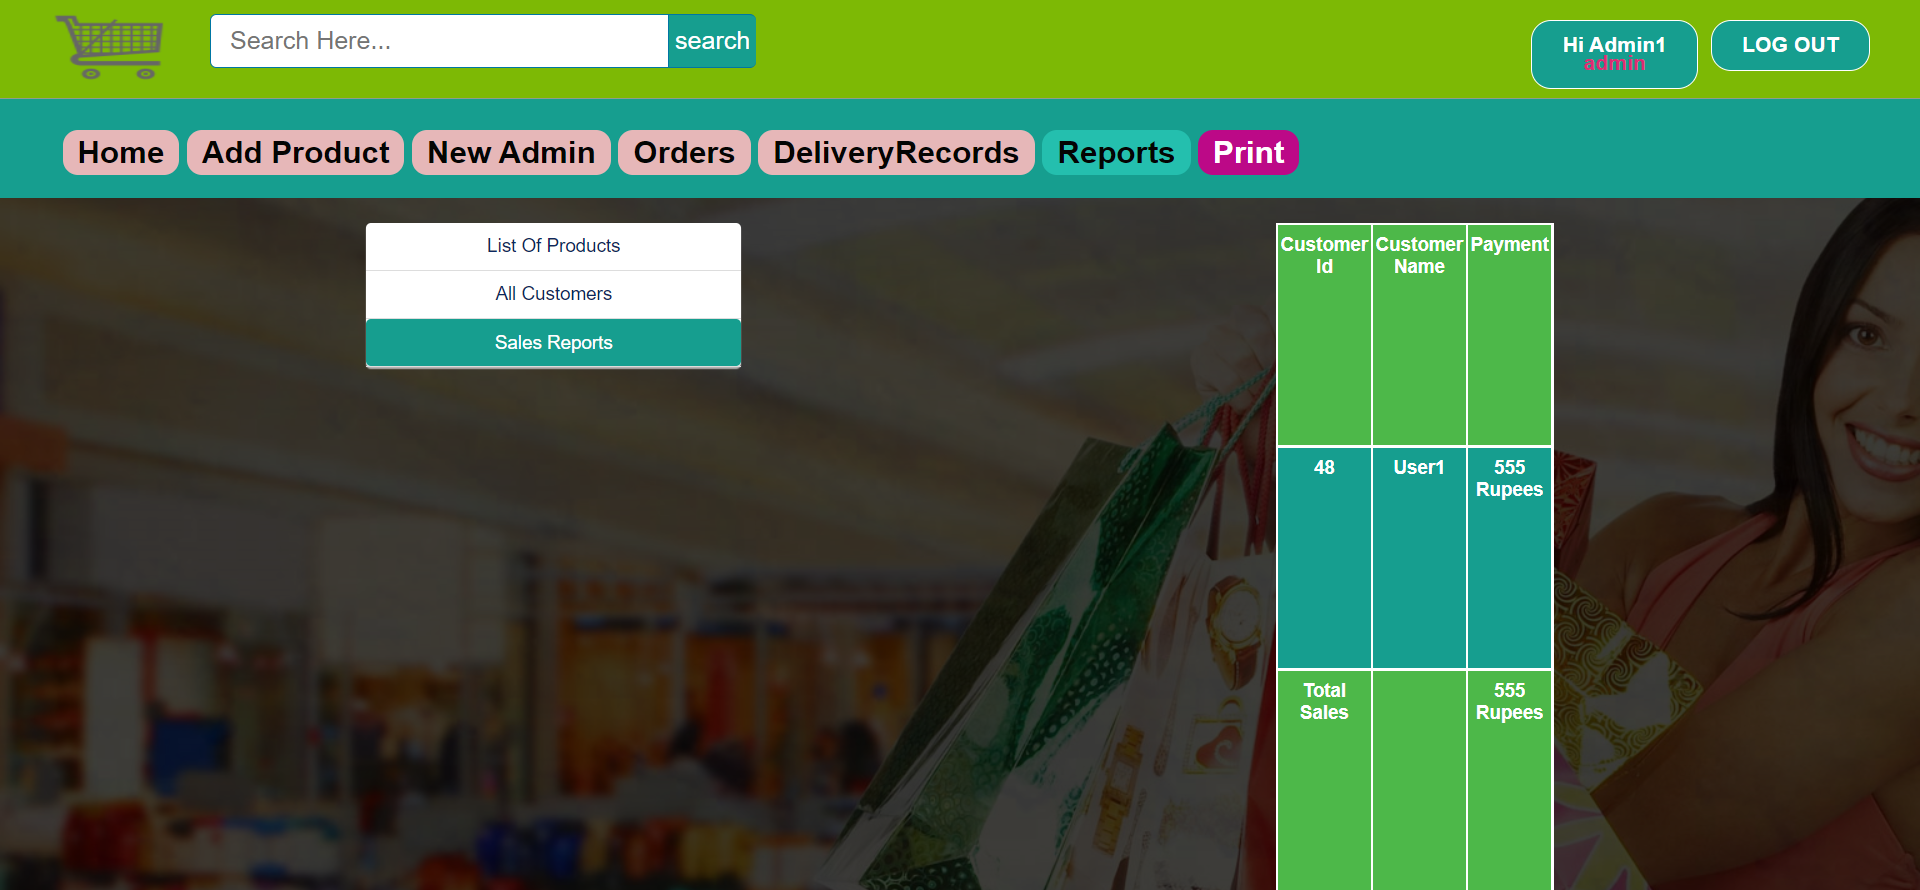 Search Here...
search
Hi Admin1
admin
LOG OUT
Home
Add Product
New Admin
Orders
DeliveryRecords
Reports
Print
List Of Products
All Customers
Sales Reports
Customer Id
Customer Name
Payment
48
User1
555 Rupees
Total Sales
555 Rupees